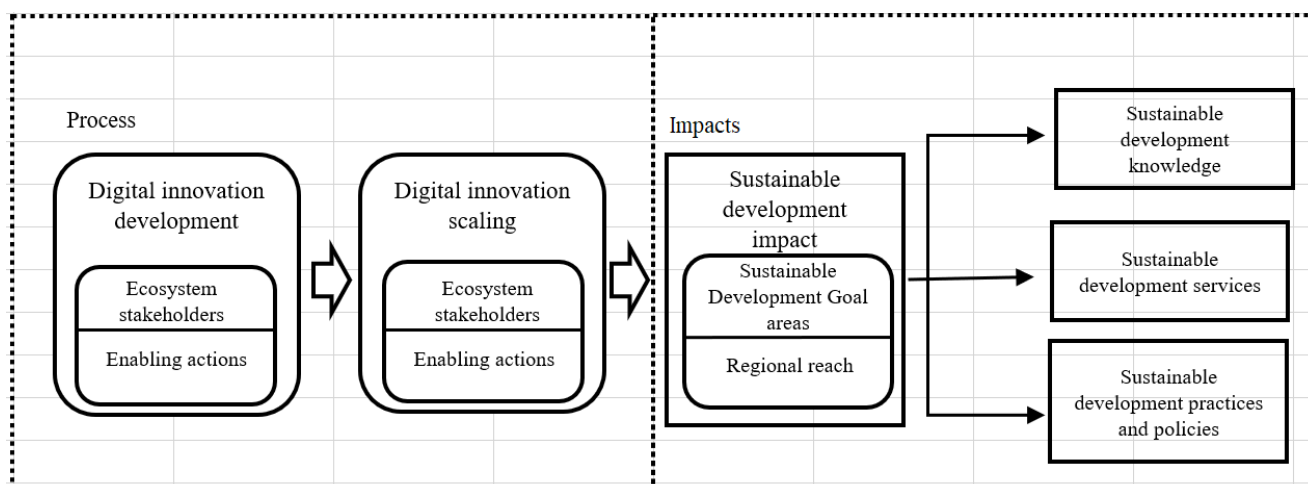 Process
Digital innovation
development
Ecosystem
stakeholders
Enabling actions
Digital innovation
scaling
Ecosystem
stakeholders
Enabling actions
Impacts
Sustainable
development
impact
Sustainable
Development Goal
areas
Regional reach
Sustainable
development
knowledge
Sustainable
development services
Sustainable
development practices
and policies